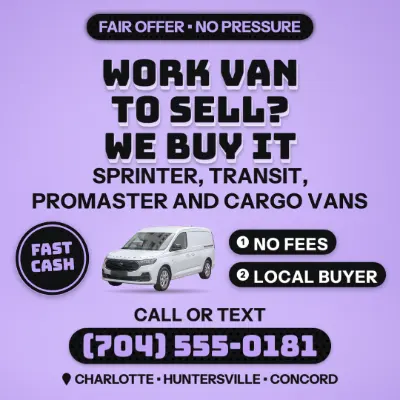 FAIR OFFER • NO PRESSURE
WORK VAN
TO SELL?
WE BUY IT
SPRINTER, TRANSIT,
PROMASTER AND CARGO VANS
FAST
CASH
1 NO FEES
2 LOCAL BUYER
CALL OR TEXT
(704) 555-0181
CHARLOTTE • HUNTERSVILLE • CONCORD